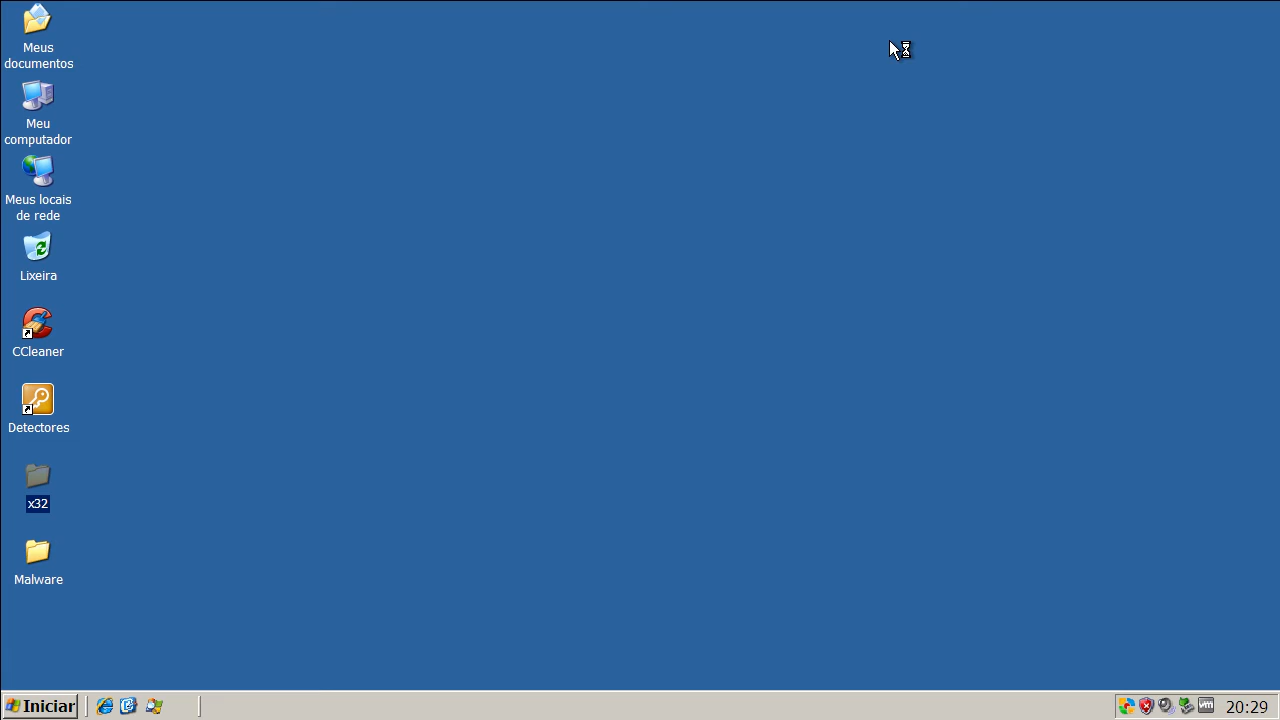 Meus
documentos
Meu
computador
Meus locais
de rede
Lixeira
CCleaner
Detectores
x32
Malware
Iniciar
20:29